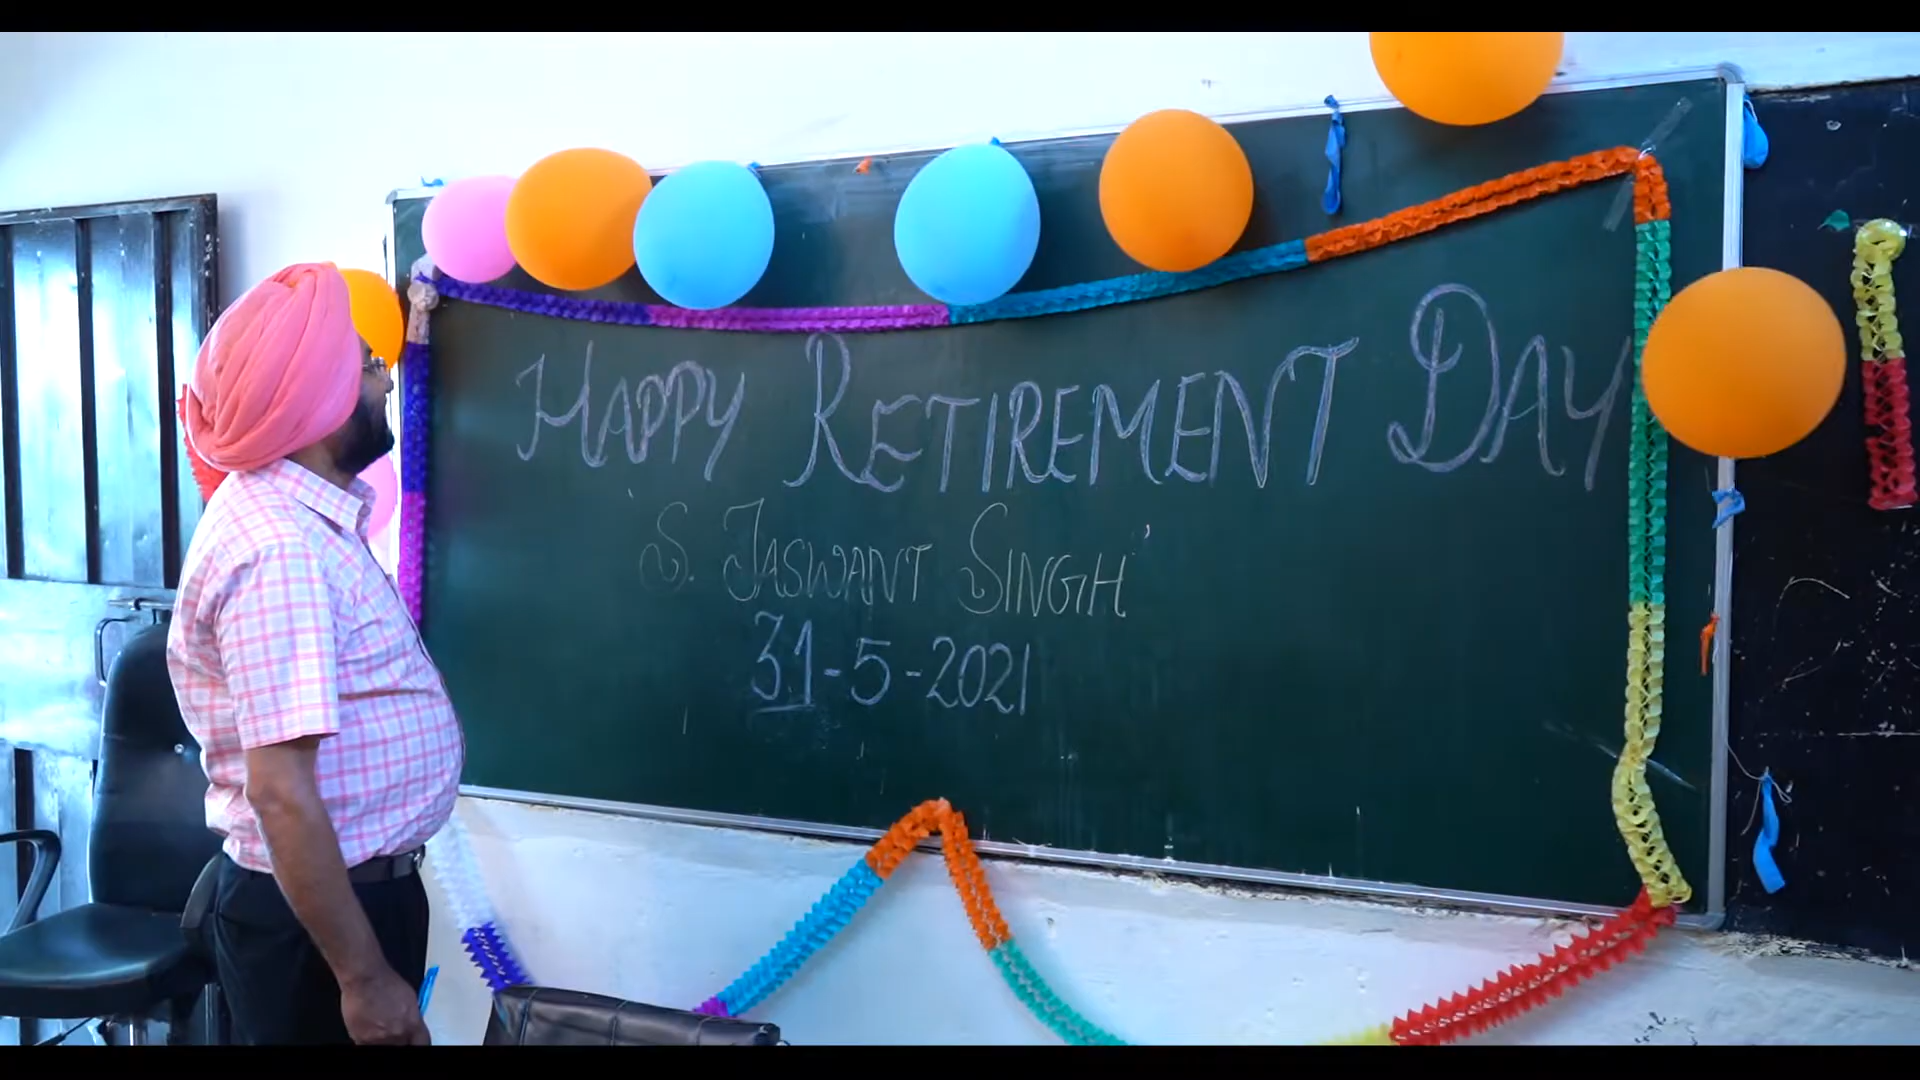 HAPPY RETIREMENT DAY
'S. JASWANT SINGH'
31-5-2021